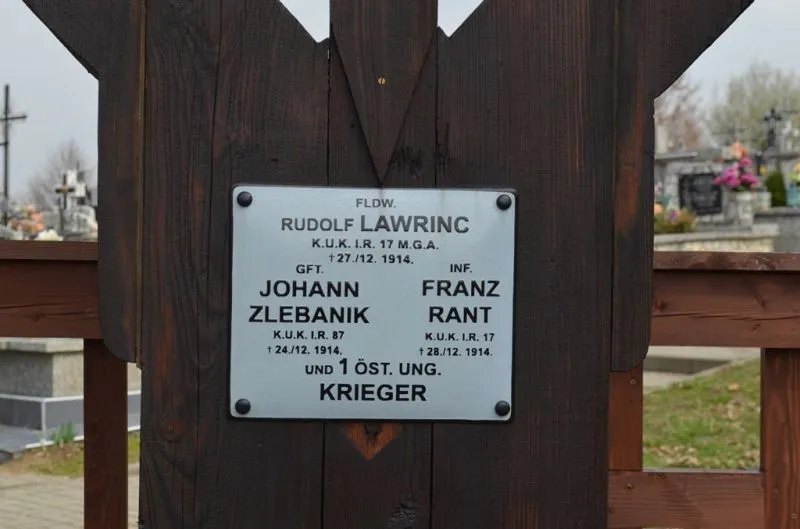 FLDW.
RUDOLF LAWRINC
K.U.K. I.R. 17 M.G.A.
†27./12. 1914.
GFT.
JOHANN
ZLEBANIK
K.U.K. I.R. 87
†24./12. 1914.
INF.
FRANZ
RANT
K.U.K. I.R. 17
†28./12. 1914.
UND 1 ÖST. UNG.
KRIEGER